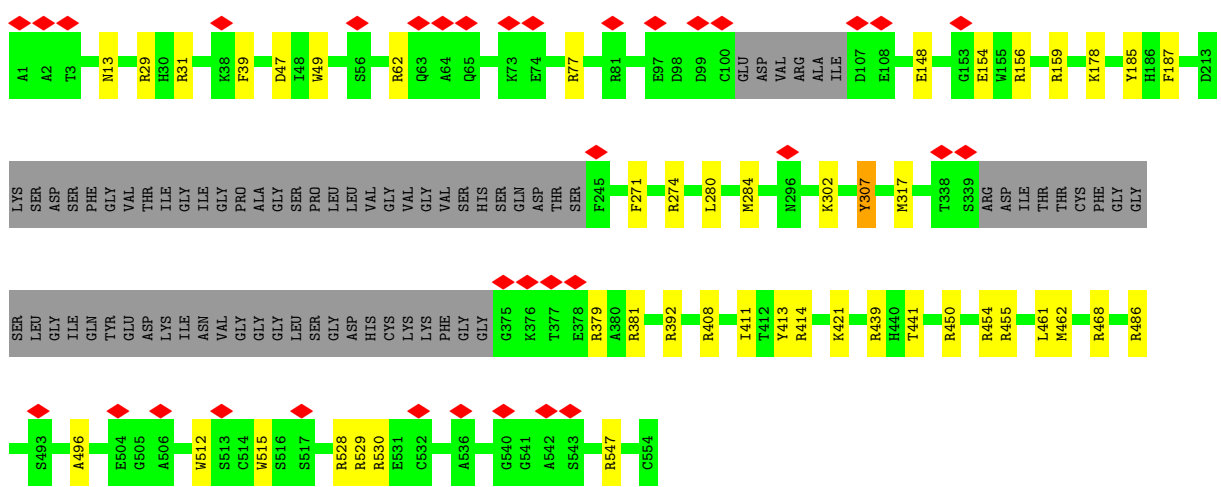 A1 A2 T3 N13 R29 H30 R31 K38 F39 D47 I48 W49 S56 R62 Q63 A64 Q65 K73 E74 R77 R81 E97 D98 D99 C100 GLU ASP VAL ARG ALA ILE D107 E108 E148 G153 E154 W155 R156 R159 K178 Y185 H186 F187 D213
LYS SER ASP SER PHE GLY VAL THR ILE GLY ILE GLY PRO ALA GLY SER PRO LEU LEU VAL GLY VAL GLY VAL SER HIS SER GLN ASP THR SER F245 F271 R274 L280 M284 N296 K302 Y307 M317 T338 S339 ARG ASP ILE THR THR CYS PHE GLY GLY
SER LEU GLY ILE GLN TYR GLU ASP LYS ILE ASN VAL GLY GLY GLY LEU SER GLY ASP HIS CYS LYS LYS PHE GLY GLY G375 K376 T377 E378 R379 A380 R381 R392 R408 I411 T412 Y413 R414 K421 R439 H440 T441 R450 R454 R455 L461 M462 R468 R486
S493 A496 E504 G505 A506 W512 S513 C514 W515 S516 S517 R528 R529 R530 E531 C532 A536 G540 G541 A542 S543 R547 C554